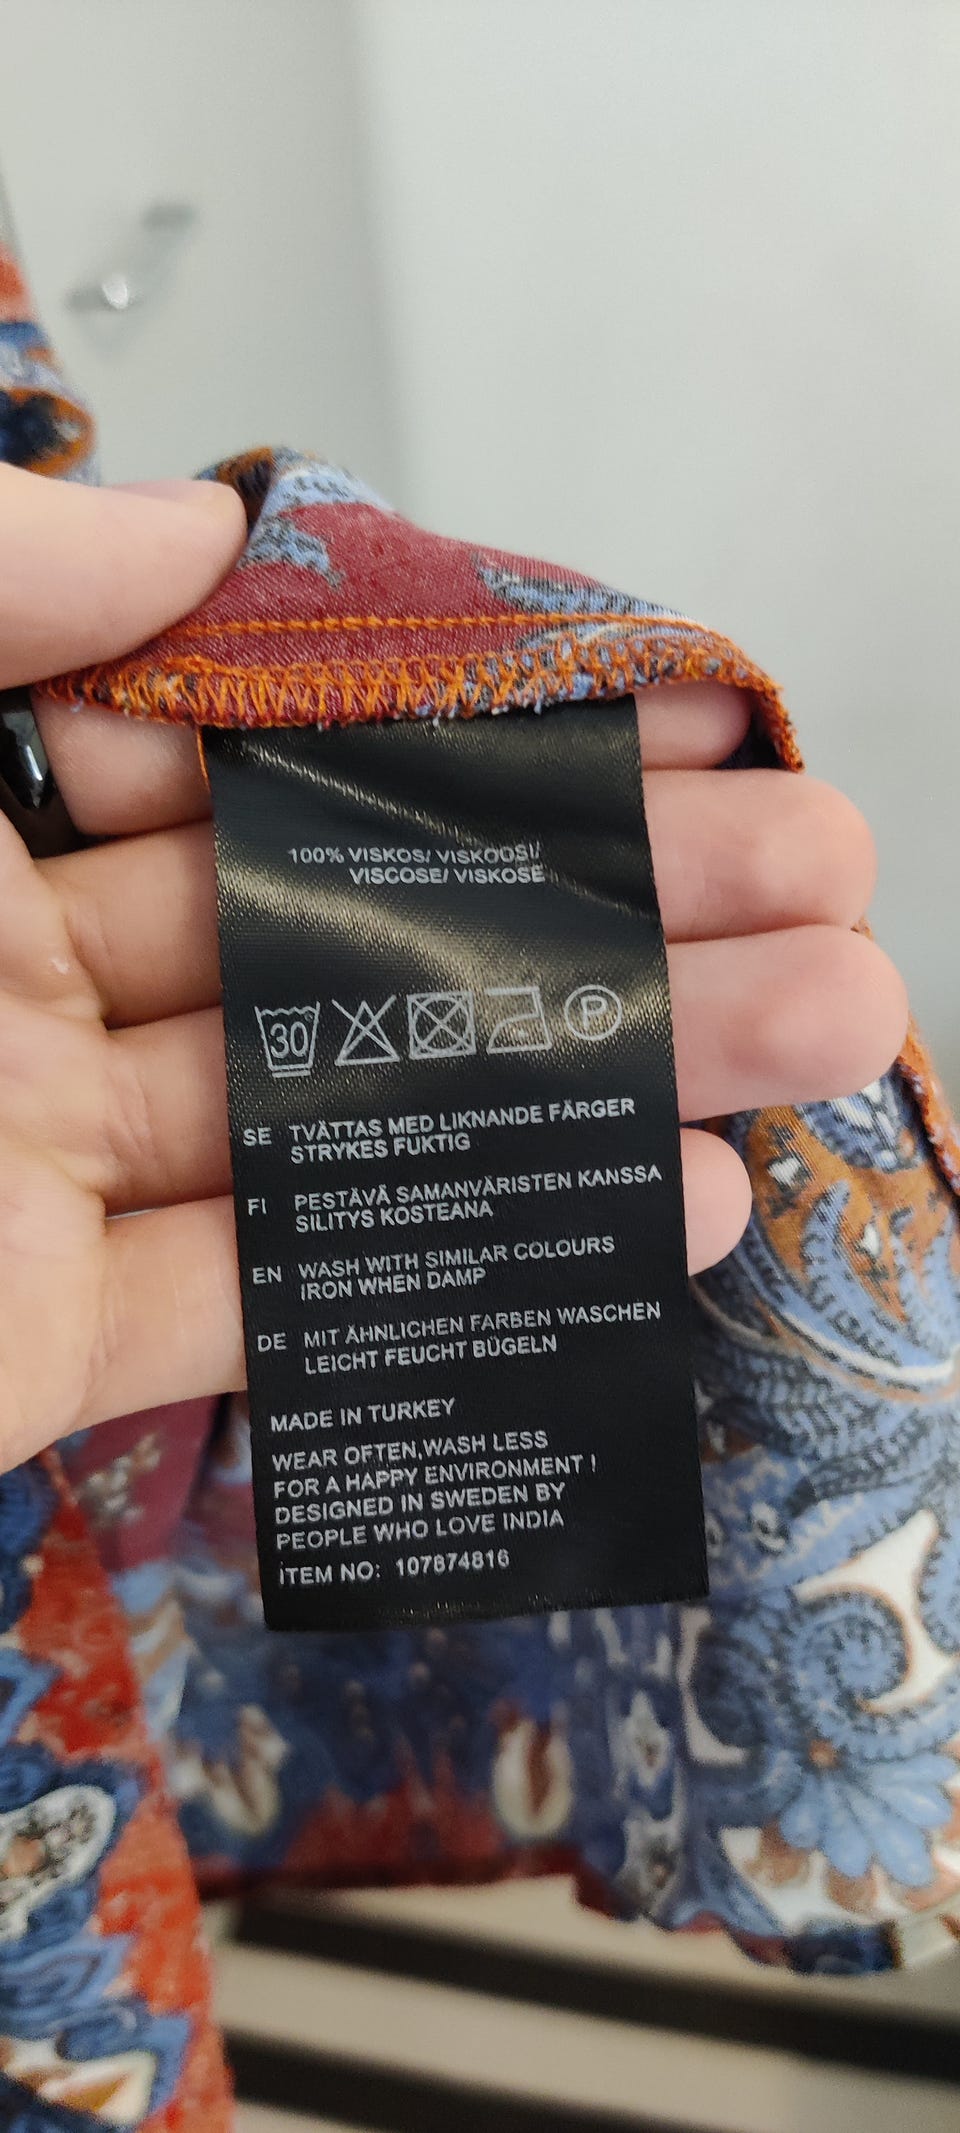 100% VISKOS/ VISKOOSI/
VISCOSE/ VISKOSE
30 P
SE TVÄTTAS MED LIKNANDE FÄRGER
STRYKES FUKTIG
FI PESTÄVÄ SAMANVÄRISTEN KANSSA
SILITYS KOSTEANA
EN WASH WITH SIMILAR COLOURS
IRON WHEN DAMP
DE MIT ÄHNLICHEN FARBEN WASCHEN
LEICHT FEUCHT BÜGELN
MADE IN TURKEY
WEAR OFTEN,WASH LESS
FOR A HAPPY ENVIRONMENT !
DESIGNED IN SWEDEN BY
PEOPLE WHO LOVE INDIA
ITEM NO: 107874816